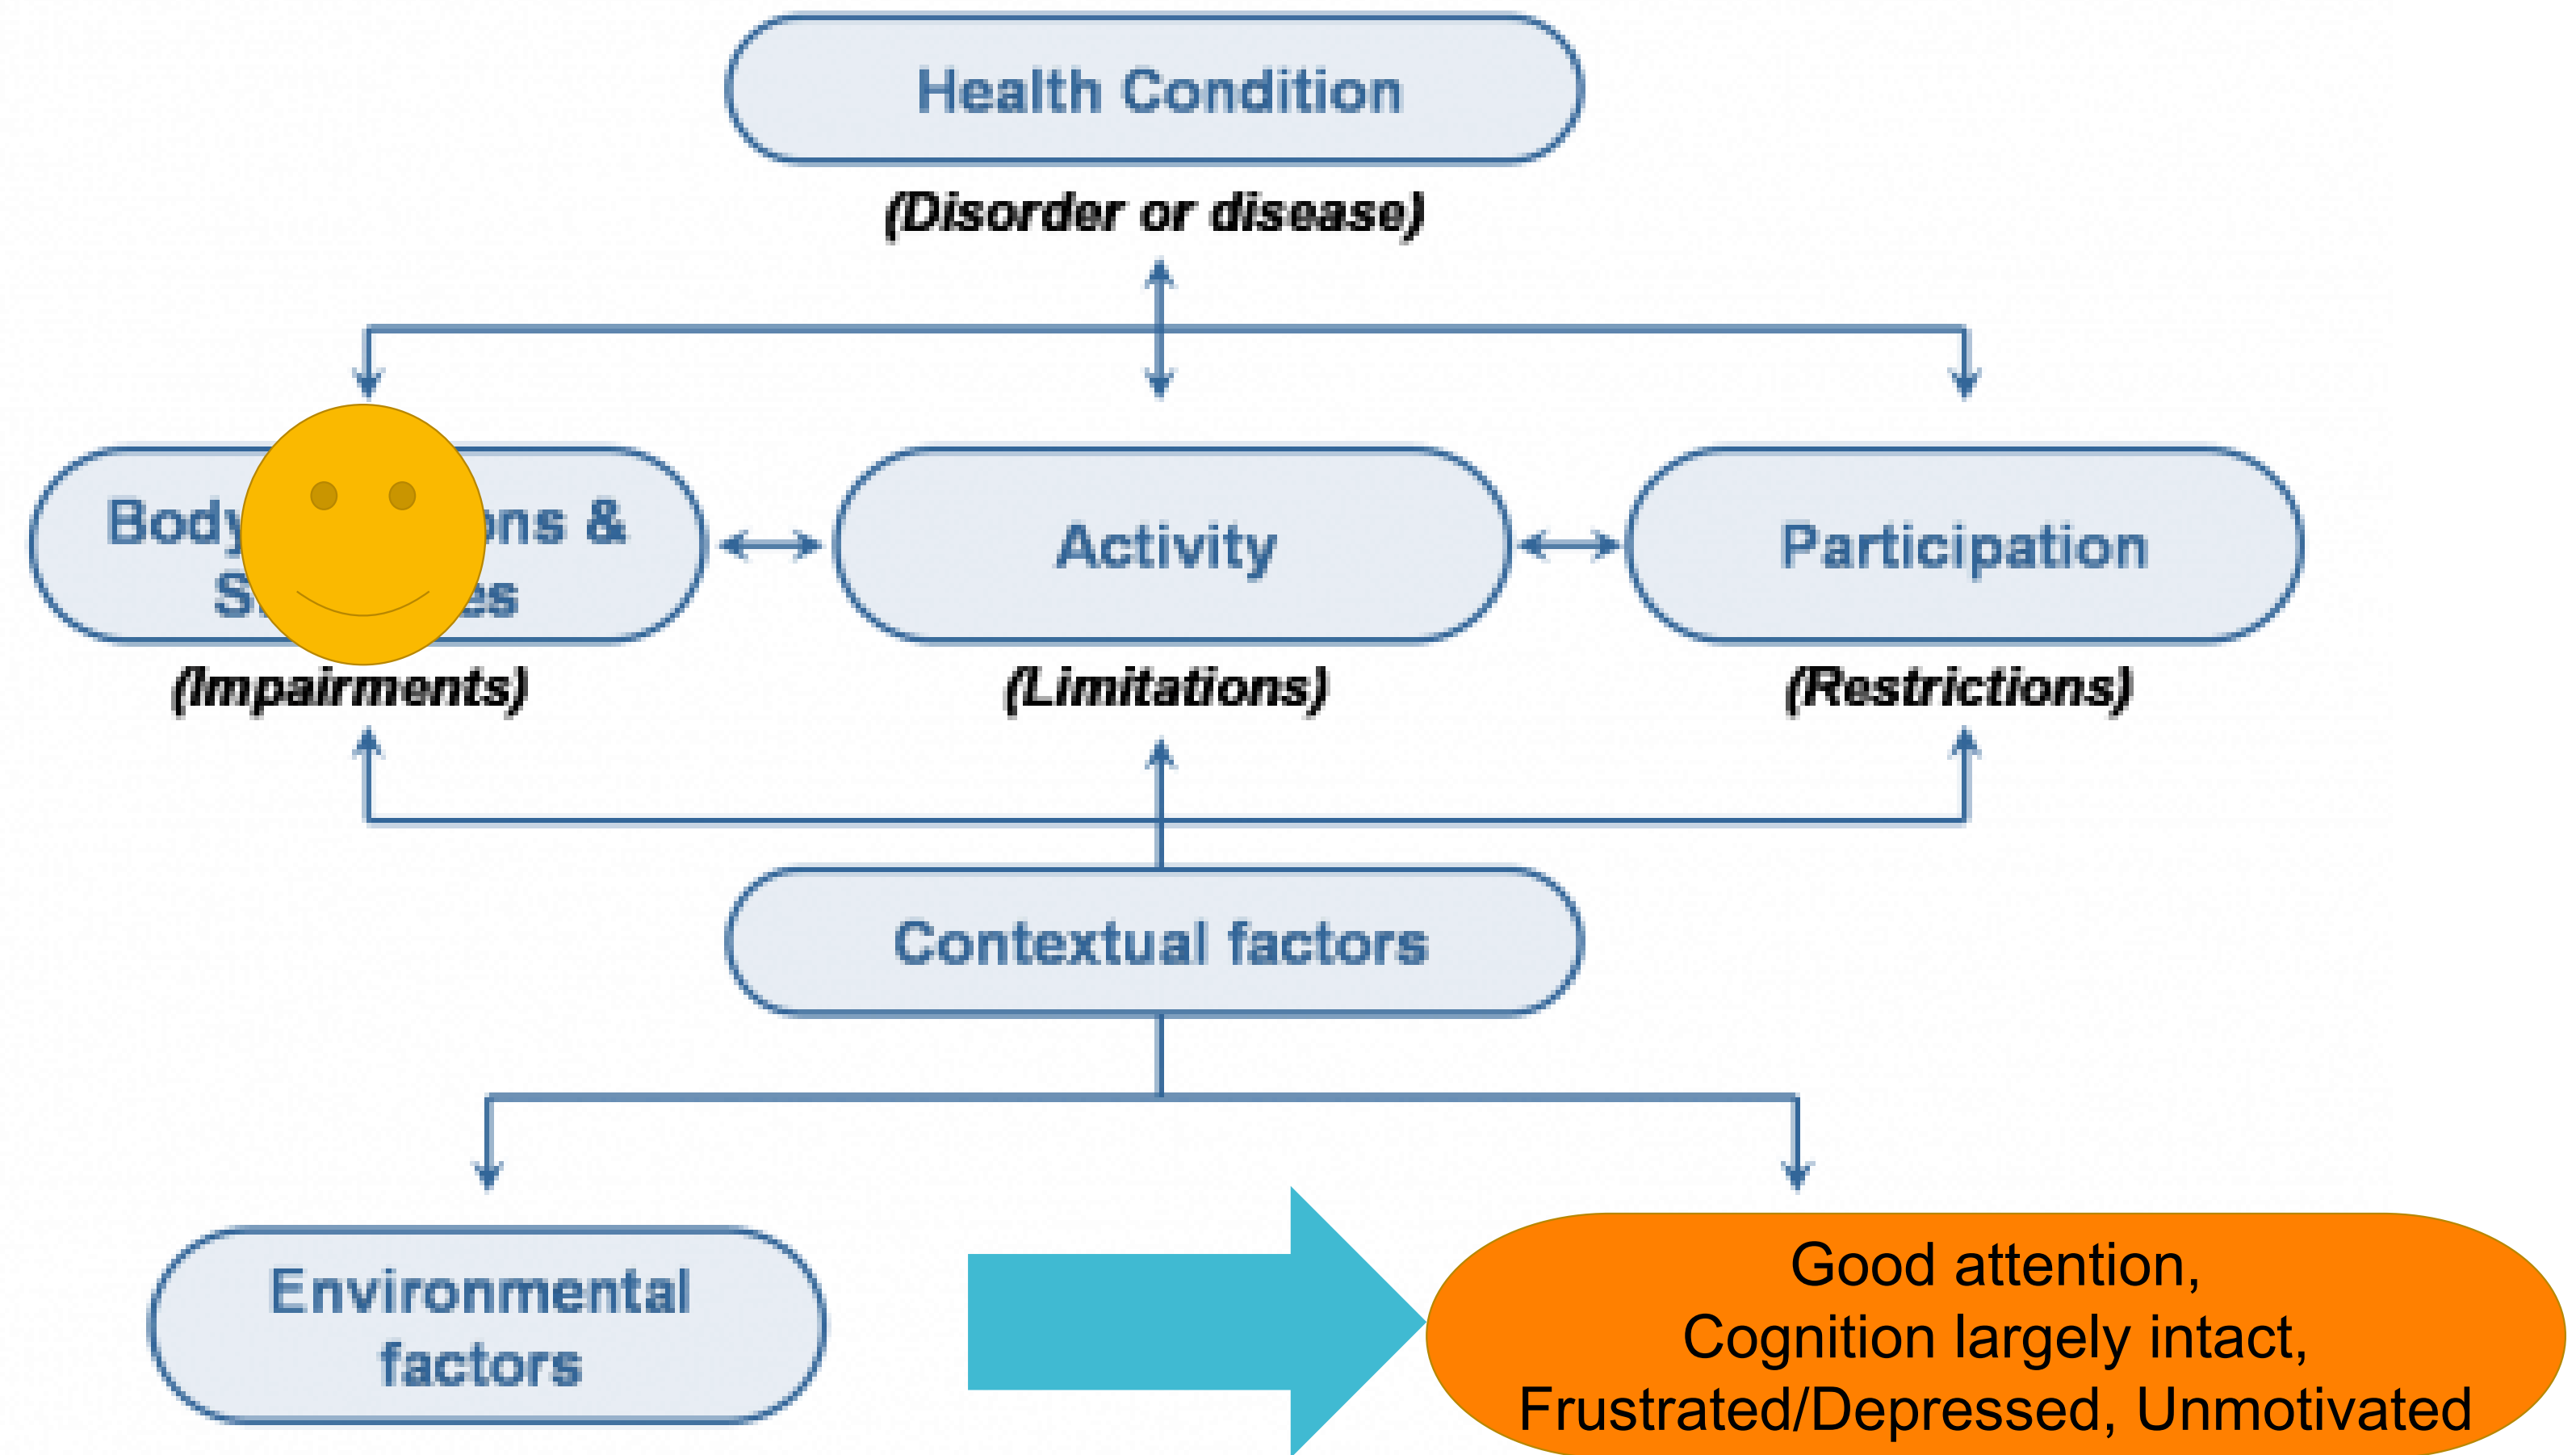 Health Condition
(Disorder or disease)
Body ons &
S es
(Impairments)
Activity
(Limitations)
Participation
(Restrictions)
Contextual factors
Environmental
factors
Good attention,
Cognition largely intact,
Frustrated/Depressed, Unmotivated